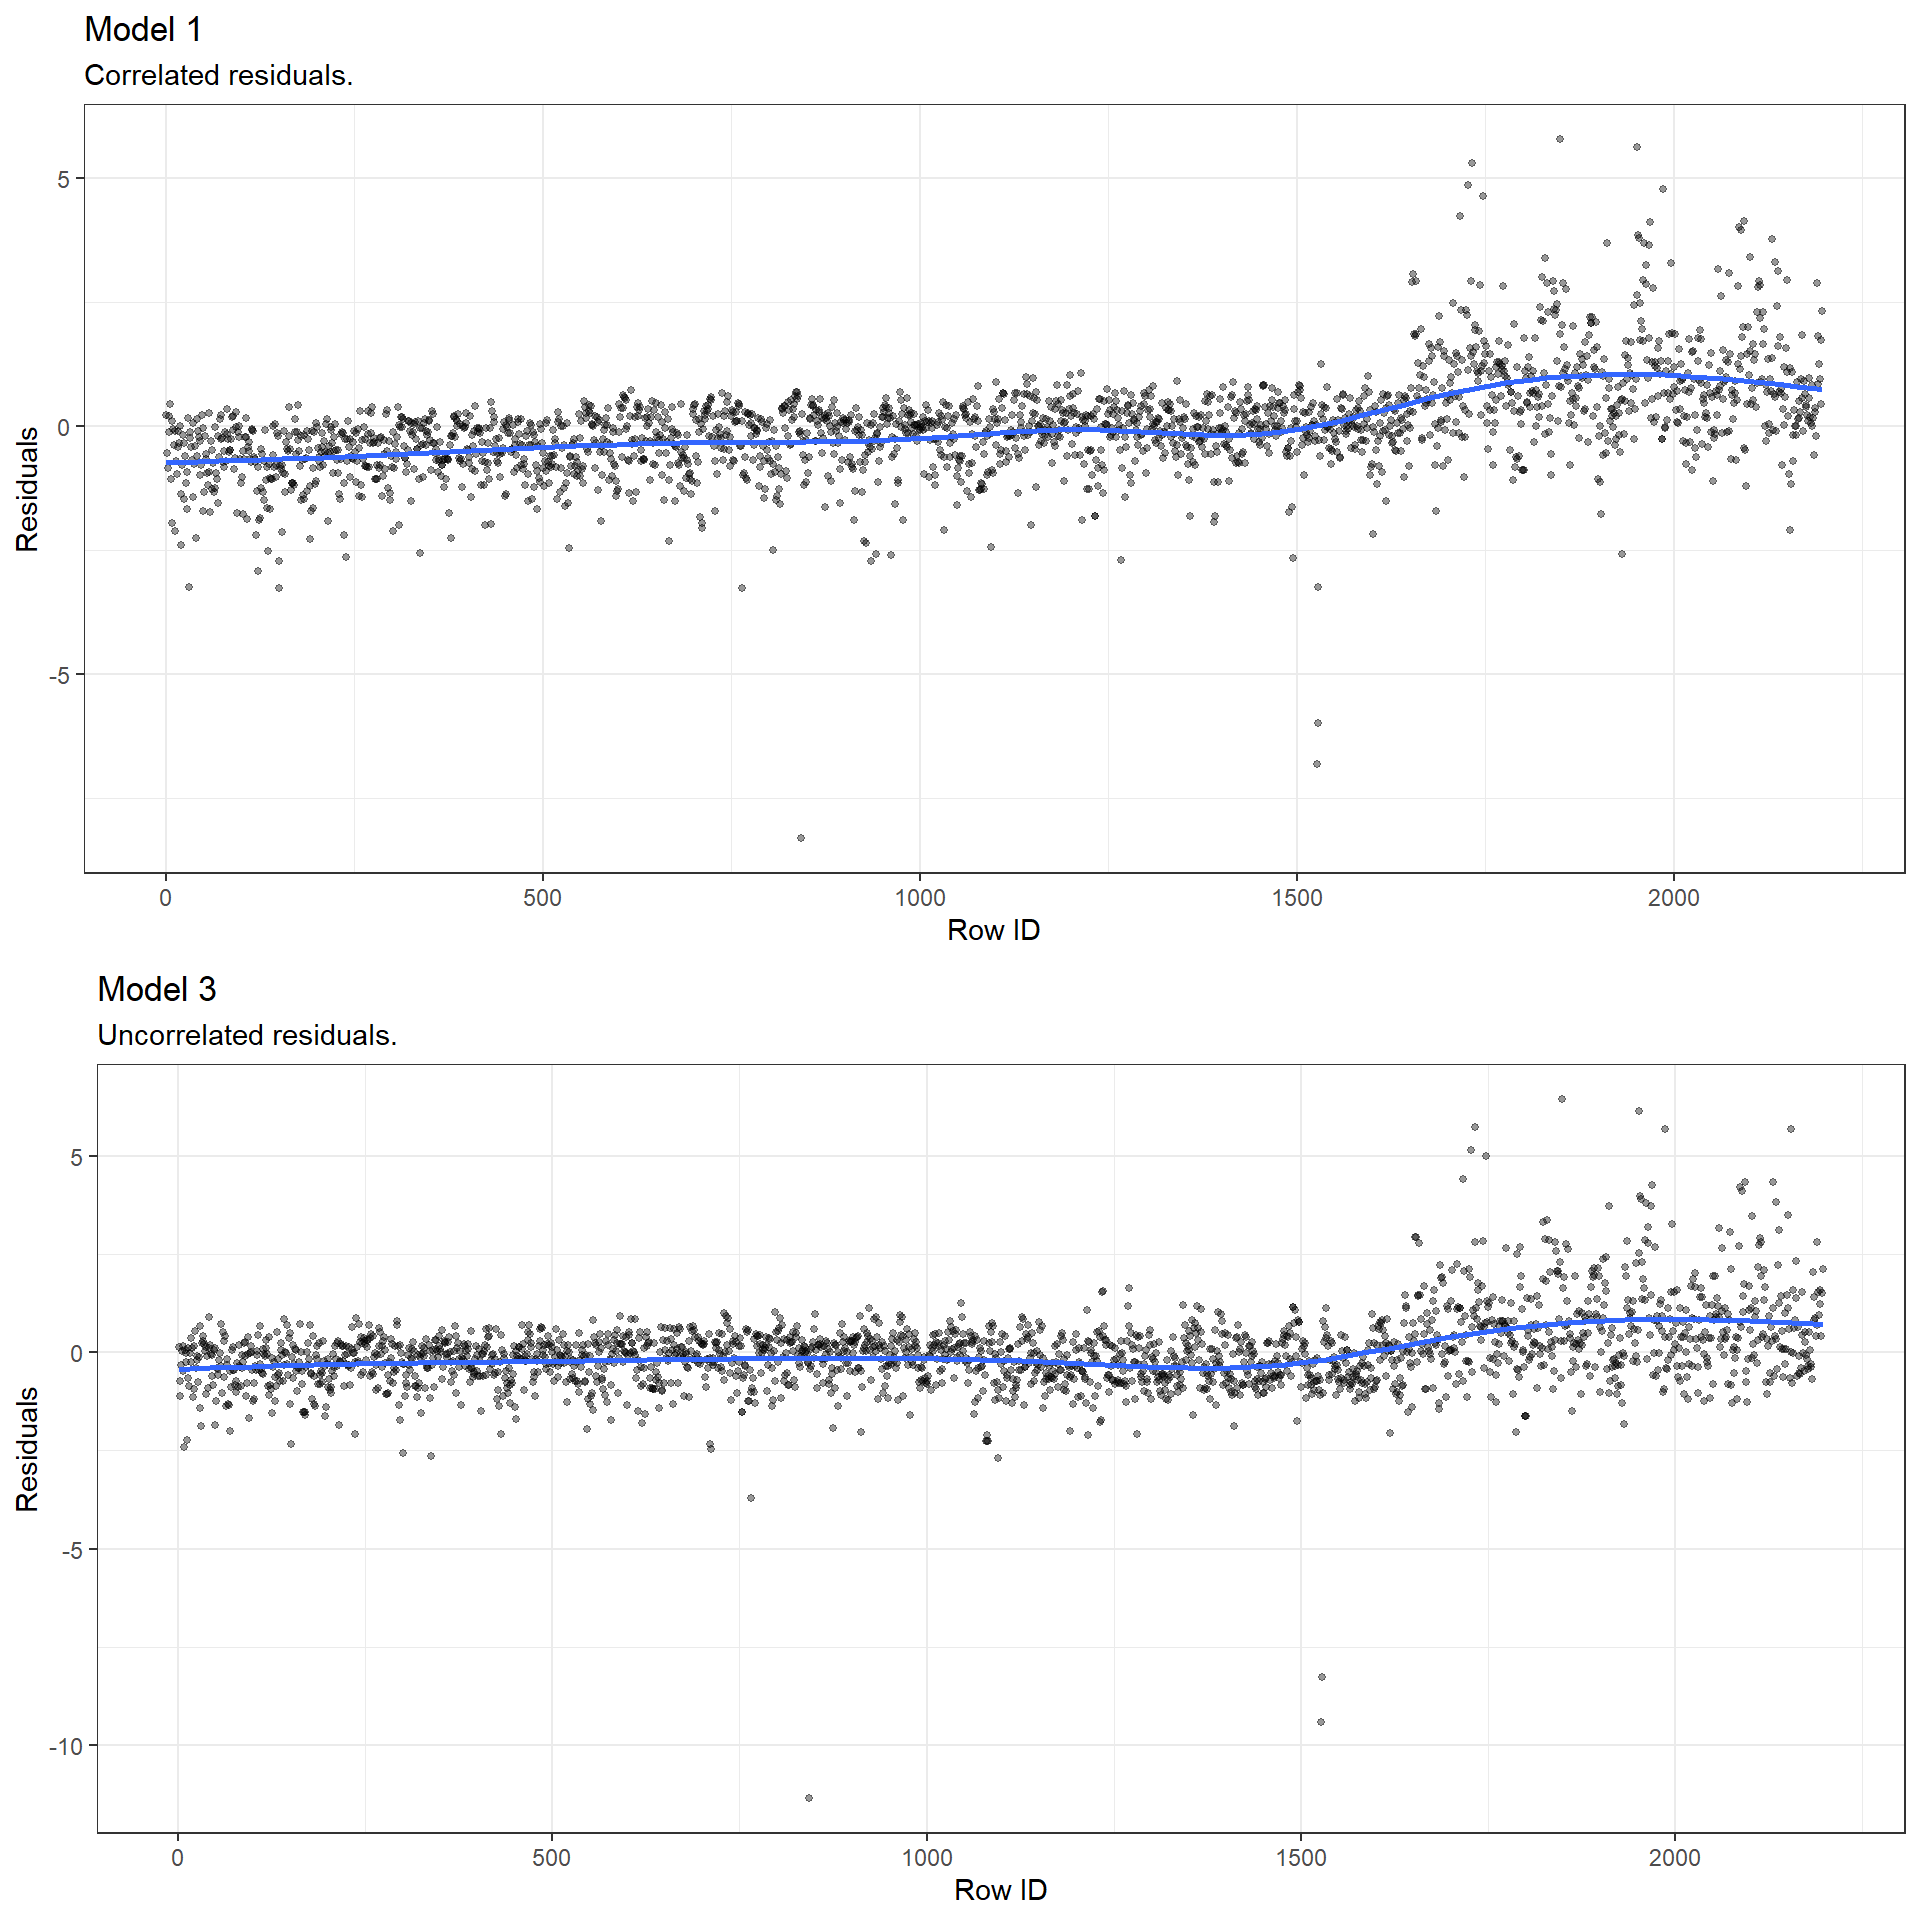 Model 1
Correlated residuals.
5
0
-5
Residuals
0 500 1000 1500 2000
Row ID
Model 3
Uncorrelated residuals.
5
0
-5
-10
Residuals
0 500 1000 1500 2000
Row ID